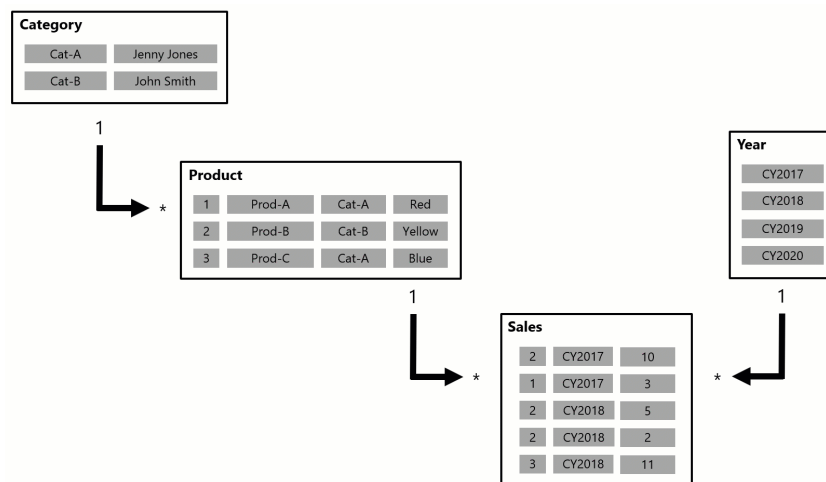 Category
Cat-A Jenny Jones
Cat-B John Smith
1
*
Product
1 Prod-A Cat-A Red
2 Prod-B Cat-B Yellow
3 Prod-C Cat-A Blue
Year
CY2017
CY2018
CY2019
CY2020
1
1
*
*
Sales
2 CY2017 10
1 CY2017 3
2 CY2018 5
2 CY2018 2
3 CY2018 11